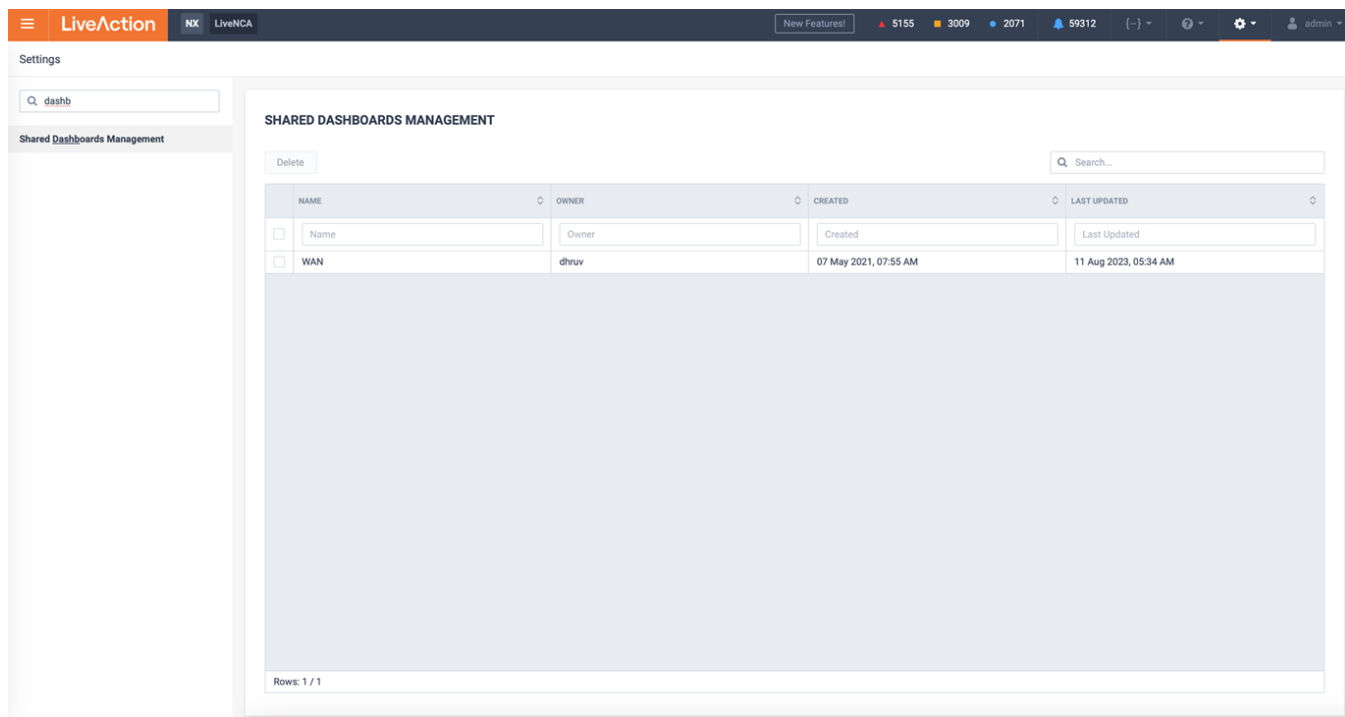 LiveAction NX LiveNCA New Features! 5155 3009 2071 59312 {--} admin
Settings
dashb
Shared Dashboards Management
SHARED DASHBOARDS MANAGEMENT
Delete Search...
NAME OWNER CREATED LAST UPDATED
Name Owner Created Last Updated
WAN dhruv 07 May 2021, 07:55 AM 11 Aug 2023, 05:34 AM
Rows: 1 / 1